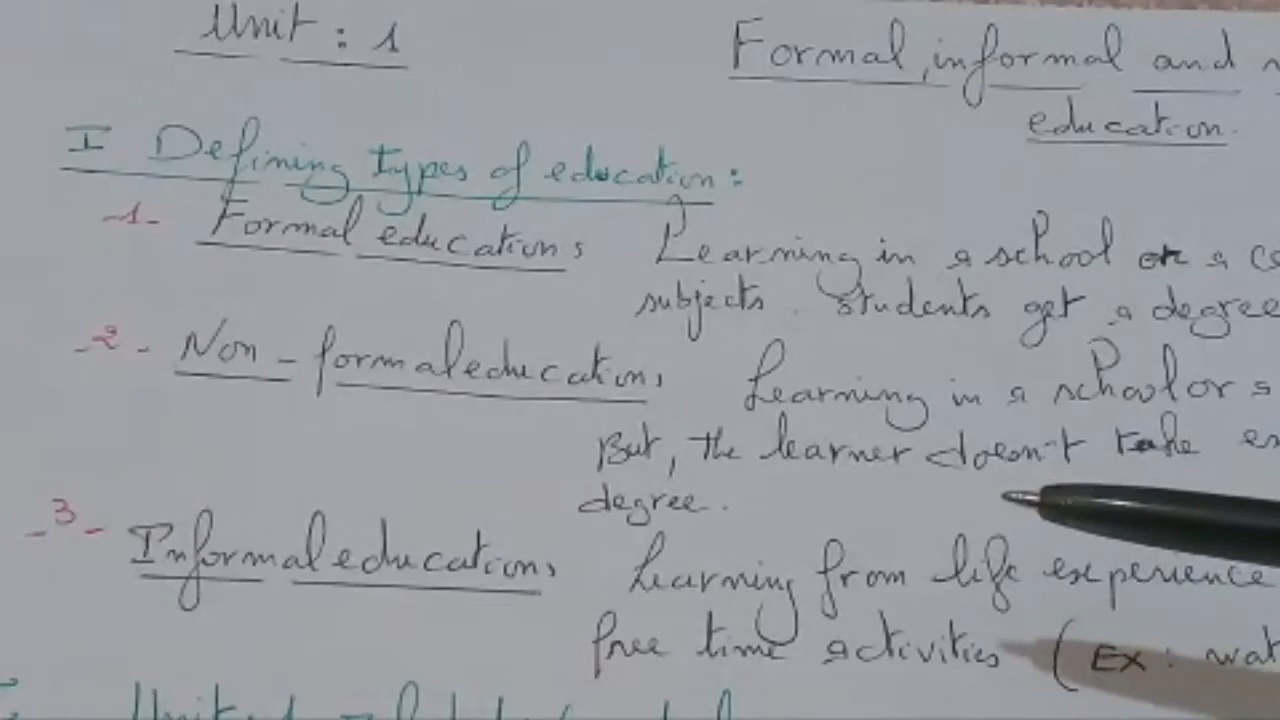 Unit : 1
Formal, informal and
education.
I Defining types of education :
-1- Formal education : Learning in a school or a
subjects. Students get a degree
-2- Non-formal education : Learning in a school or a
But, the learner doesn't take
degree.
-3- Informal education : Learning from life experience
free time activities (Ex : wat